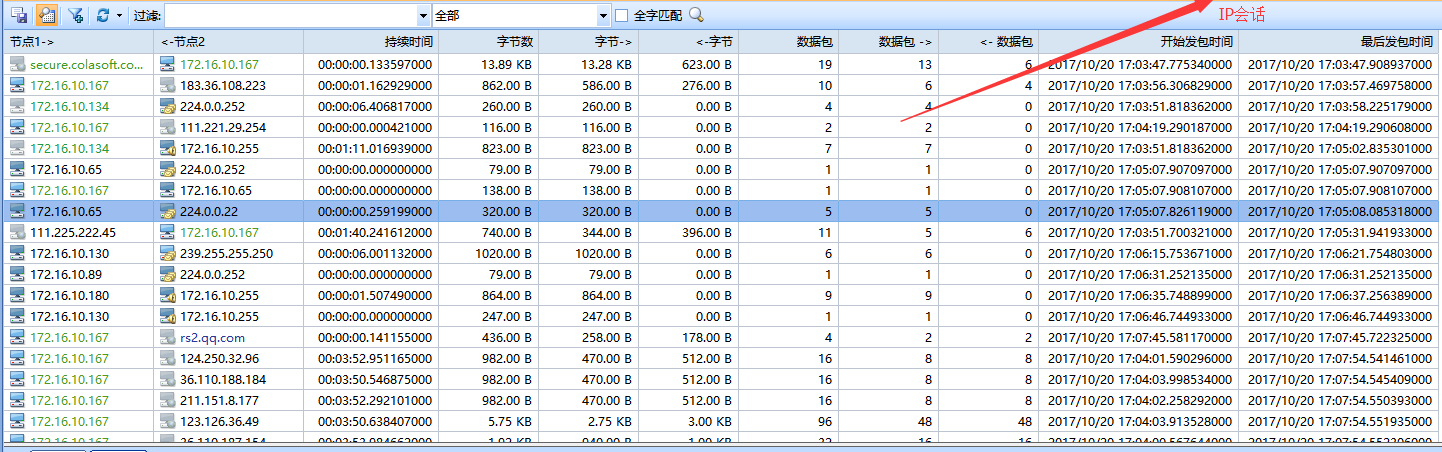 过滤: 全部 全字匹配 IP会话
节点1-> <-节点2 持续时间 字节数 字节-> <-字节 数据包 数据包 -> <- 数据包 开始发包时间 最后发包时间
secure.colasoft.co... 172.16.10.167 00:00:00.133597000 13.89 KB 13.28 KB 623.00 B 19 13 6 2017/10/20 17:03:47.775340000 2017/10/20 17:03:47.908937000
172.16.10.167 183.36.108.223 00:00:01.162929000 862.00 B 586.00 B 276.00 B 10 6 4 2017/10/20 17:03:56.306829000 2017/10/20 17:03:57.469758000
172.16.10.134 224.0.0.252 00:00:06.406817000 260.00 B 260.00 B 0.00 B 4 4 0 2017/10/20 17:03:51.818362000 2017/10/20 17:03:58.225179000
172.16.10.167 111.221.29.254 00:00:00.000421000 116.00 B 116.00 B 0.00 B 2 2 0 2017/10/20 17:04:19.290187000 2017/10/20 17:04:19.290608000
172.16.10.134 172.16.10.255 00:01:11.016939000 823.00 B 823.00 B 0.00 B 7 7 0 2017/10/20 17:03:51.818362000 2017/10/20 17:05:02.835301000
172.16.10.65 224.0.0.252 00:00:00.000000000 79.00 B 79.00 B 0.00 B 1 1 0 2017/10/20 17:05:07.907097000 2017/10/20 17:05:07.907097000
172.16.10.167 172.16.10.65 00:00:00.000000000 138.00 B 138.00 B 0.00 B 1 1 0 2017/10/20 17:05:07.908107000 2017/10/20 17:05:07.908107000
172.16.10.65 224.0.0.22 00:00:00.259199000 320.00 B 320.00 B 0.00 B 5 5 0 2017/10/20 17:05:07.826119000 2017/10/20 17:05:08.085318000
111.225.222.45 172.16.10.167 00:01:40.241612000 740.00 B 344.00 B 396.00 B 11 5 6 2017/10/20 17:03:51.700321000 2017/10/20 17:05:31.941933000
172.16.10.130 239.255.255.250 00:00:06.001132000 1020.00 B 1020.00 B 0.00 B 6 6 0 2017/10/20 17:06:15.753671000 2017/10/20 17:06:21.754803000
172.16.10.89 224.0.0.252 00:00:00.000000000 79.00 B 79.00 B 0.00 B 1 1 0 2017/10/20 17:06:31.252135000 2017/10/20 17:06:31.252135000
172.16.10.180 172.16.10.255 00:00:01.507490000 864.00 B 864.00 B 0.00 B 9 9 0 2017/10/20 17:06:35.748899000 2017/10/20 17:06:37.256389000
172.16.10.130 172.16.10.255 00:00:00.000000000 247.00 B 247.00 B 0.00 B 1 1 0 2017/10/20 17:06:46.744933000 2017/10/20 17:06:46.744933000
172.16.10.167 rs2.qq.com 00:00:00.141155000 436.00 B 258.00 B 178.00 B 4 2 2 2017/10/20 17:07:45.581170000 2017/10/20 17:07:45.722325000
172.16.10.167 124.250.32.96 00:03:52.951165000 982.00 B 470.00 B 512.00 B 16 8 8 2017/10/20 17:04:01.590296000 2017/10/20 17:07:54.541461000
172.16.10.167 36.110.188.184 00:03:50.546875000 982.00 B 470.00 B 512.00 B 16 8 8 2017/10/20 17:04:03.998534000 2017/10/20 17:07:54.545409000
172.16.10.167 211.151.8.177 00:03:52.292101000 982.00 B 470.00 B 512.00 B 16 8 8 2017/10/20 17:04:02.258292000 2017/10/20 17:07:54.550393000
172.16.10.167 123.126.36.49 00:03:50.638407000 5.75 KB 2.75 KB 3.00 KB 96 48 48 2017/10/20 17:04:03.913528000 2017/10/20 17:07:54.551935000